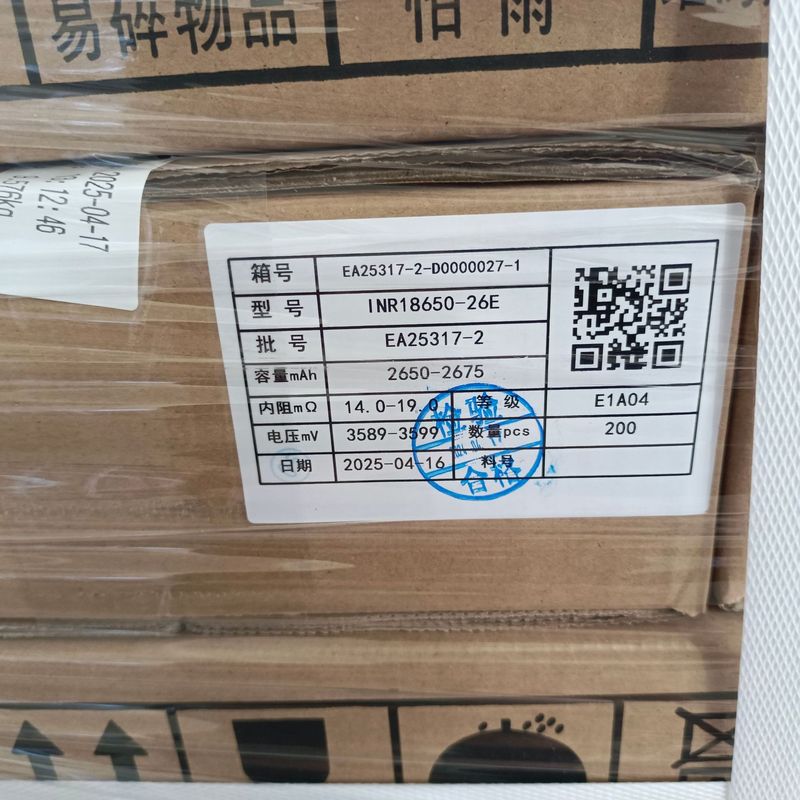 易碎物品
怕雨
2025-04-17
12:46
箱号 EA25317-2-D0000027-1
型号 INR18650-26E
批号 EA25317-2
容量mAh 2650-2675
内阻mΩ 14.0-19.0 等级 E1A04
电压mV 3589-3599 数量pcs 200
日期 2025-04-16 料号
检验
合格